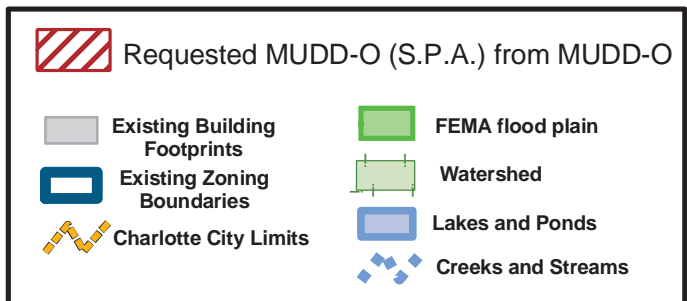 Requested MUDD-O (S.P.A.) from MUDD-O
Existing Building
Footprints
Existing Zoning
Boundaries
Charlotte City Limits
FEMA flood plain
Watershed
Lakes and Ponds
Creeks and Streams